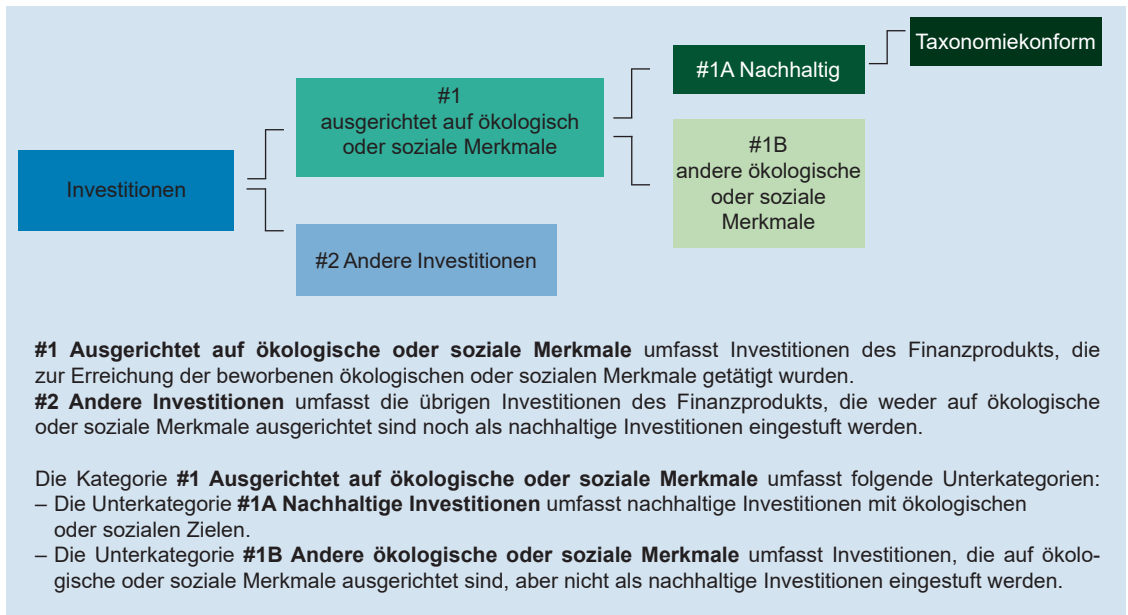 Taxonomiekonform
#1A Nachhaltig
#1
ausgerichtet auf ökologisch
oder soziale Merkmale
#1B
andere ökologische
oder soziale
Merkmale
Investitionen
#2 Andere Investitionen
#1 Ausgerichtet auf ökologische oder soziale Merkmale umfasst Investitionen des Finanzprodukts, die
zur Erreichung der beworbenen ökologischen oder sozialen Merkmale getätigt wurden.
#2 Andere Investitionen umfasst die übrigen Investitionen des Finanzprodukts, die weder auf ökologische
oder soziale Merkmale ausgerichtet sind noch als nachhaltige Investitionen eingestuft werden.
Die Kategorie #1 Ausgerichtet auf ökologische oder soziale Merkmale umfasst folgende Unterkategorien:
– Die Unterkategorie #1A Nachhaltige Investitionen umfasst nachhaltige Investitionen mit ökologischen
oder sozialen Zielen.
– Die Unterkategorie #1B Andere ökologische oder soziale Merkmale umfasst Investitionen, die auf ökolo-
gische oder soziale Merkmale ausgerichtet sind, aber nicht als nachhaltige Investitionen eingestuft werden.